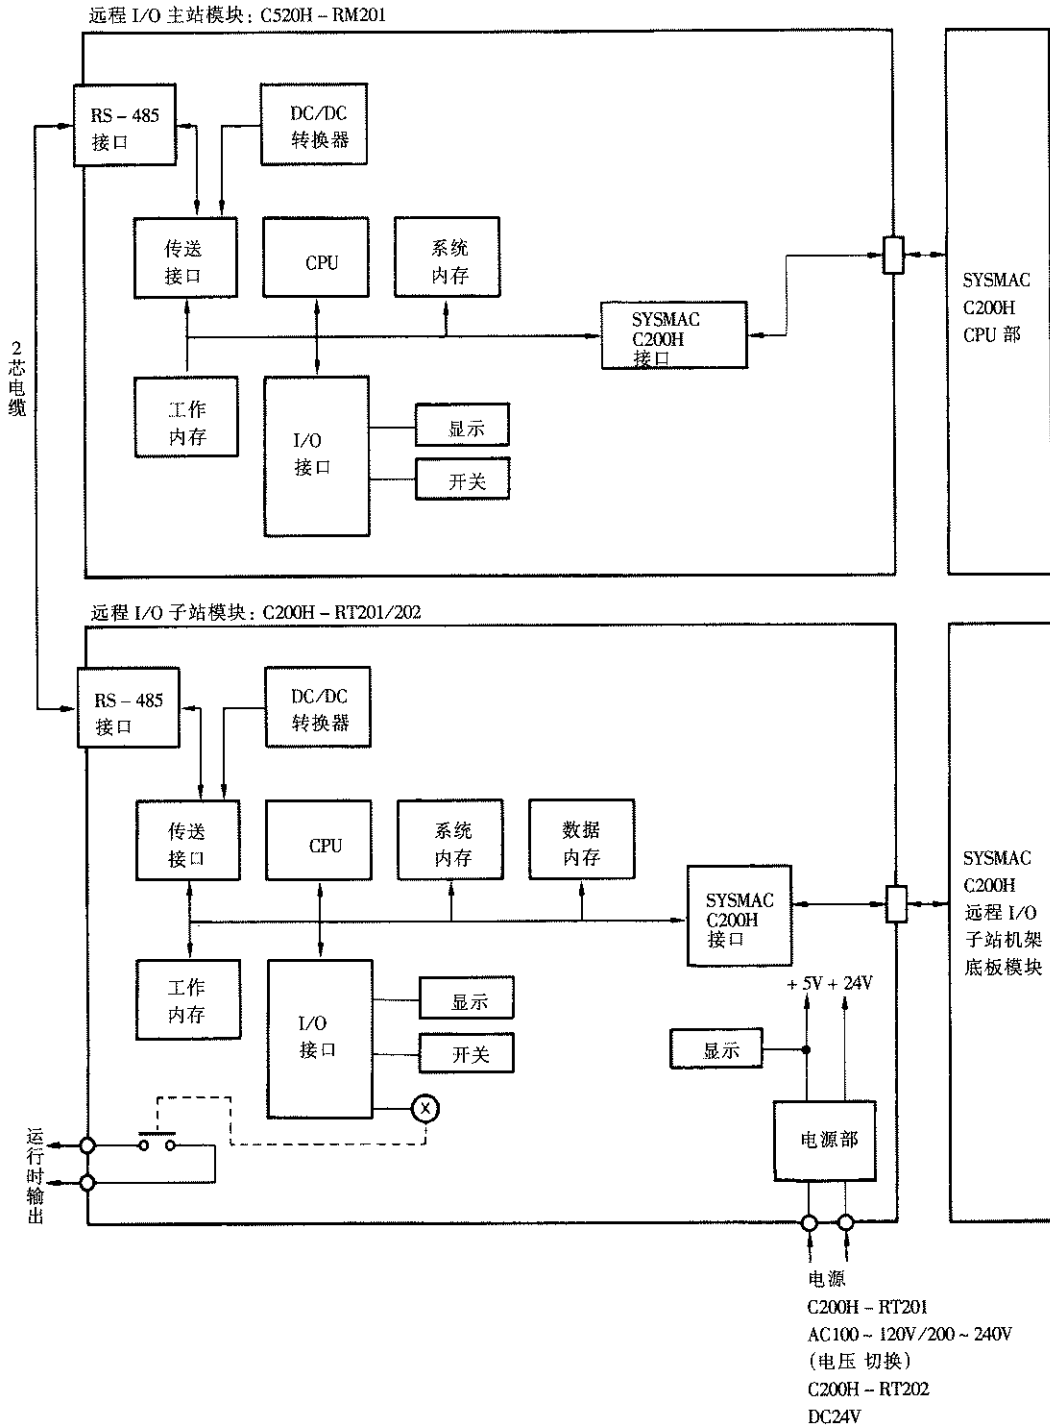 远程 I/O 主站模块: C520H - RM201
RS - 485
接口
DC/DC
转换器
传送
接口
CPU
系统
内存
SYSMAC
C200H
接口
SYSMAC
C200H
CPU 部
2芯电缆
工作
内存
I/O
接口
显示
开关
远程 I/O 子站模块: C200H - RT201/202
RS - 485
接口
DC/DC
转换器
传送
接口
CPU
系统
内存
数据
内存
SYSMAC
C200H
接口
SYSMAC
C200H
远程 I/O
子站机架
底板模块
工作
内存
I/O
接口
显示
开关
X
+ 5V + 24V
显示
电源部
运行时输出
电源
C200H - RT201
AC100 ~ 120V/200 ~ 240V
(电压 切换)
C200H - RT202
DC24V